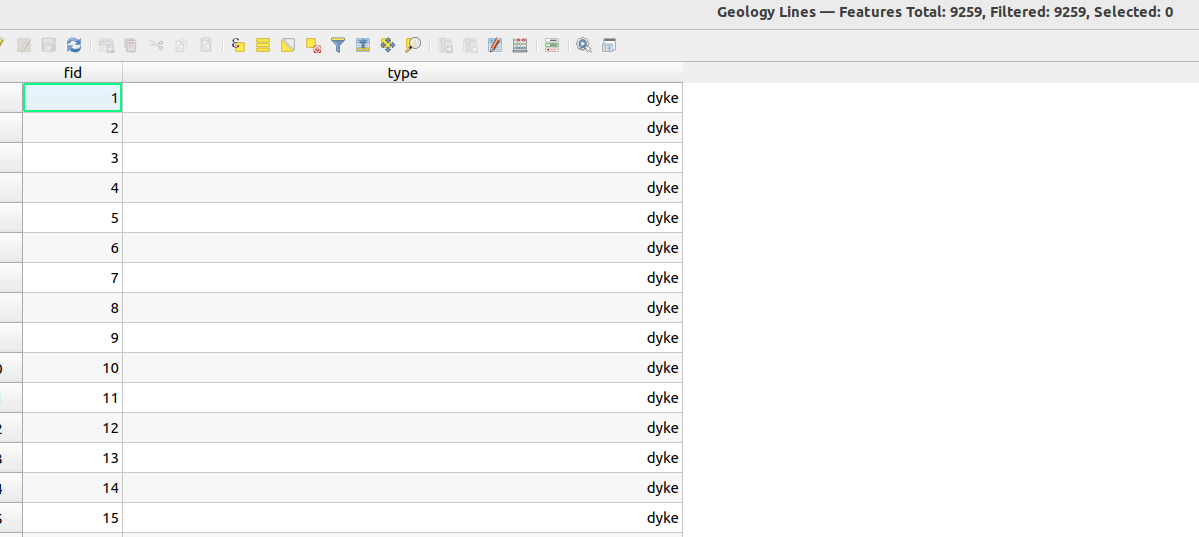 Geology Lines — Features Total: 9259, Filtered: 9259, Selected: 0
fid type
1 dyke
2 dyke
3 dyke
4 dyke
5 dyke
6 dyke
7 dyke
8 dyke
9 dyke
10 dyke
11 dyke
12 dyke
13 dyke
14 dyke
15 dyke